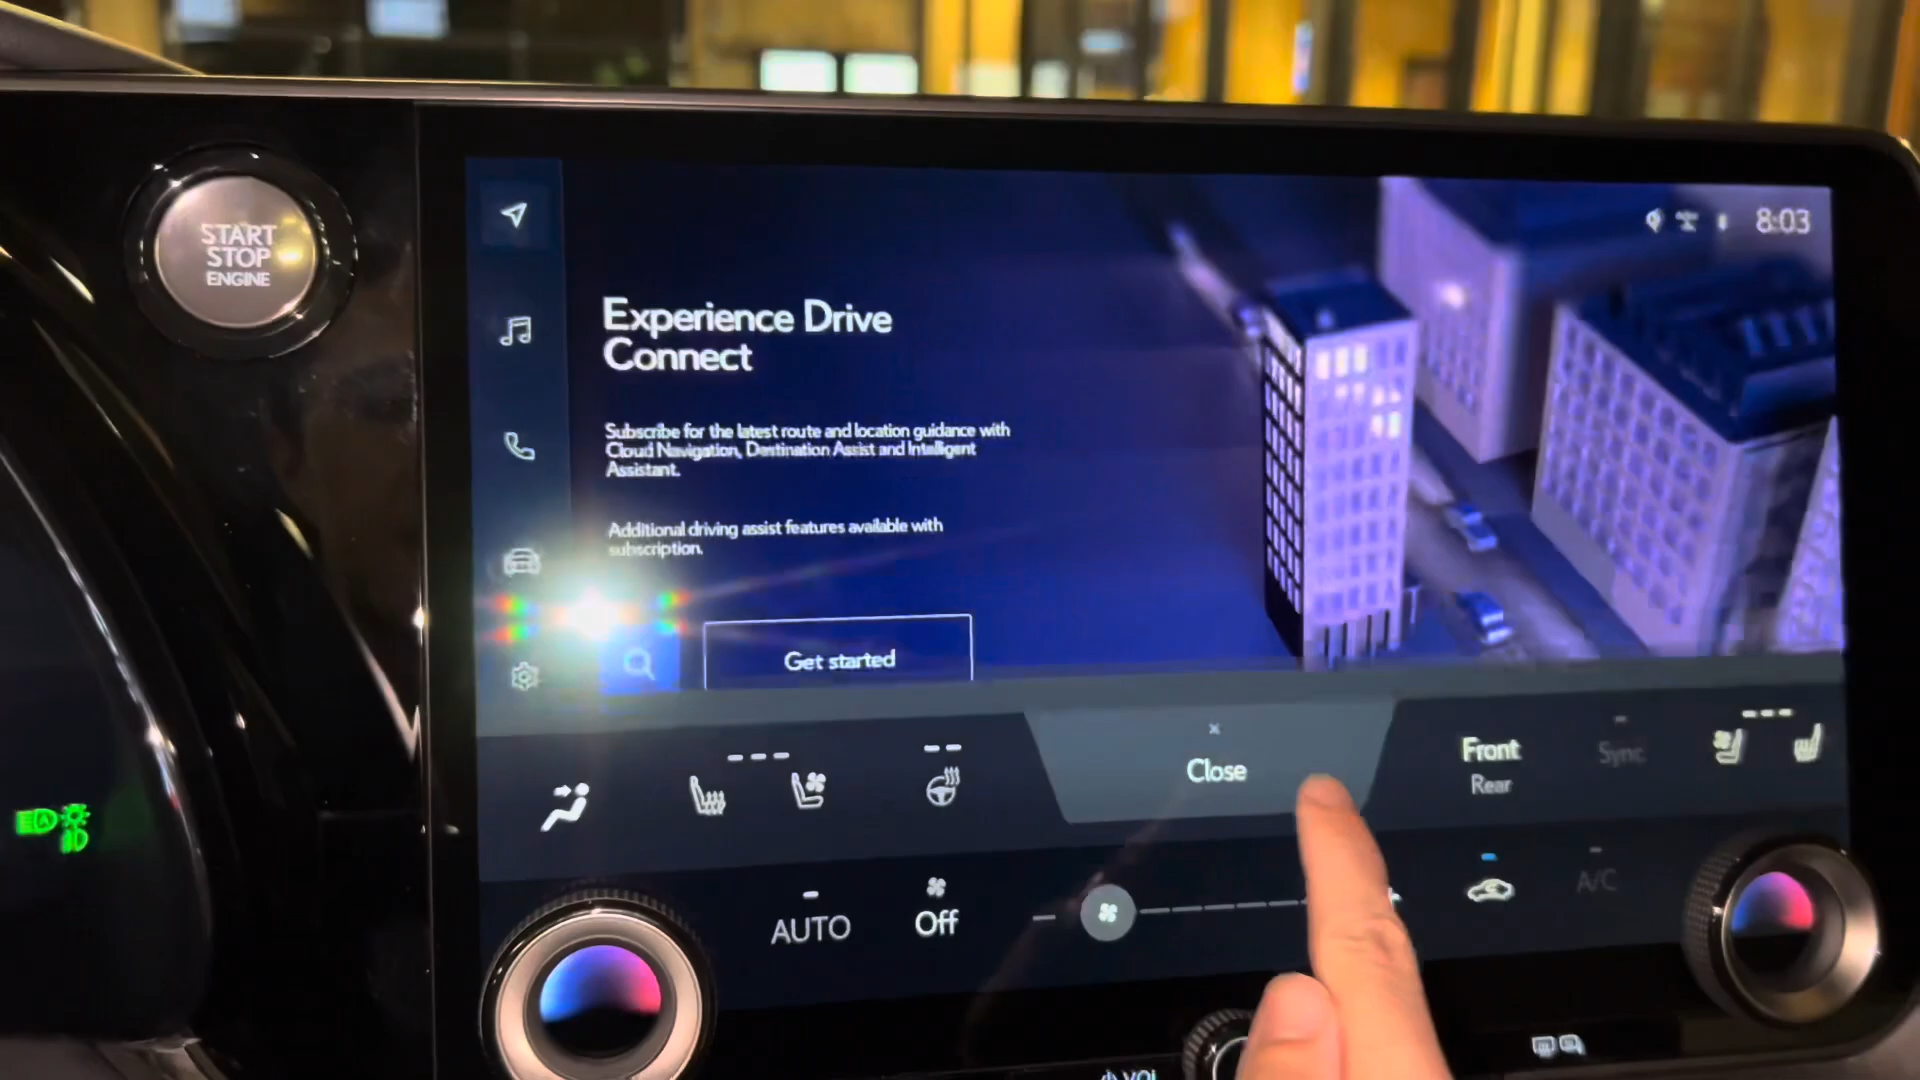 START
STOP
ENGINE
8:03
Experience Drive
Connect
Subscribe for the latest route and location guidance with
Cloud Navigation, Destination Assist and Intelligent
Assistant.
Additional driving assist features available with
subscription.
Get started
Close
Front
Rear
Sync
AUTO
Off
A/C
VOL